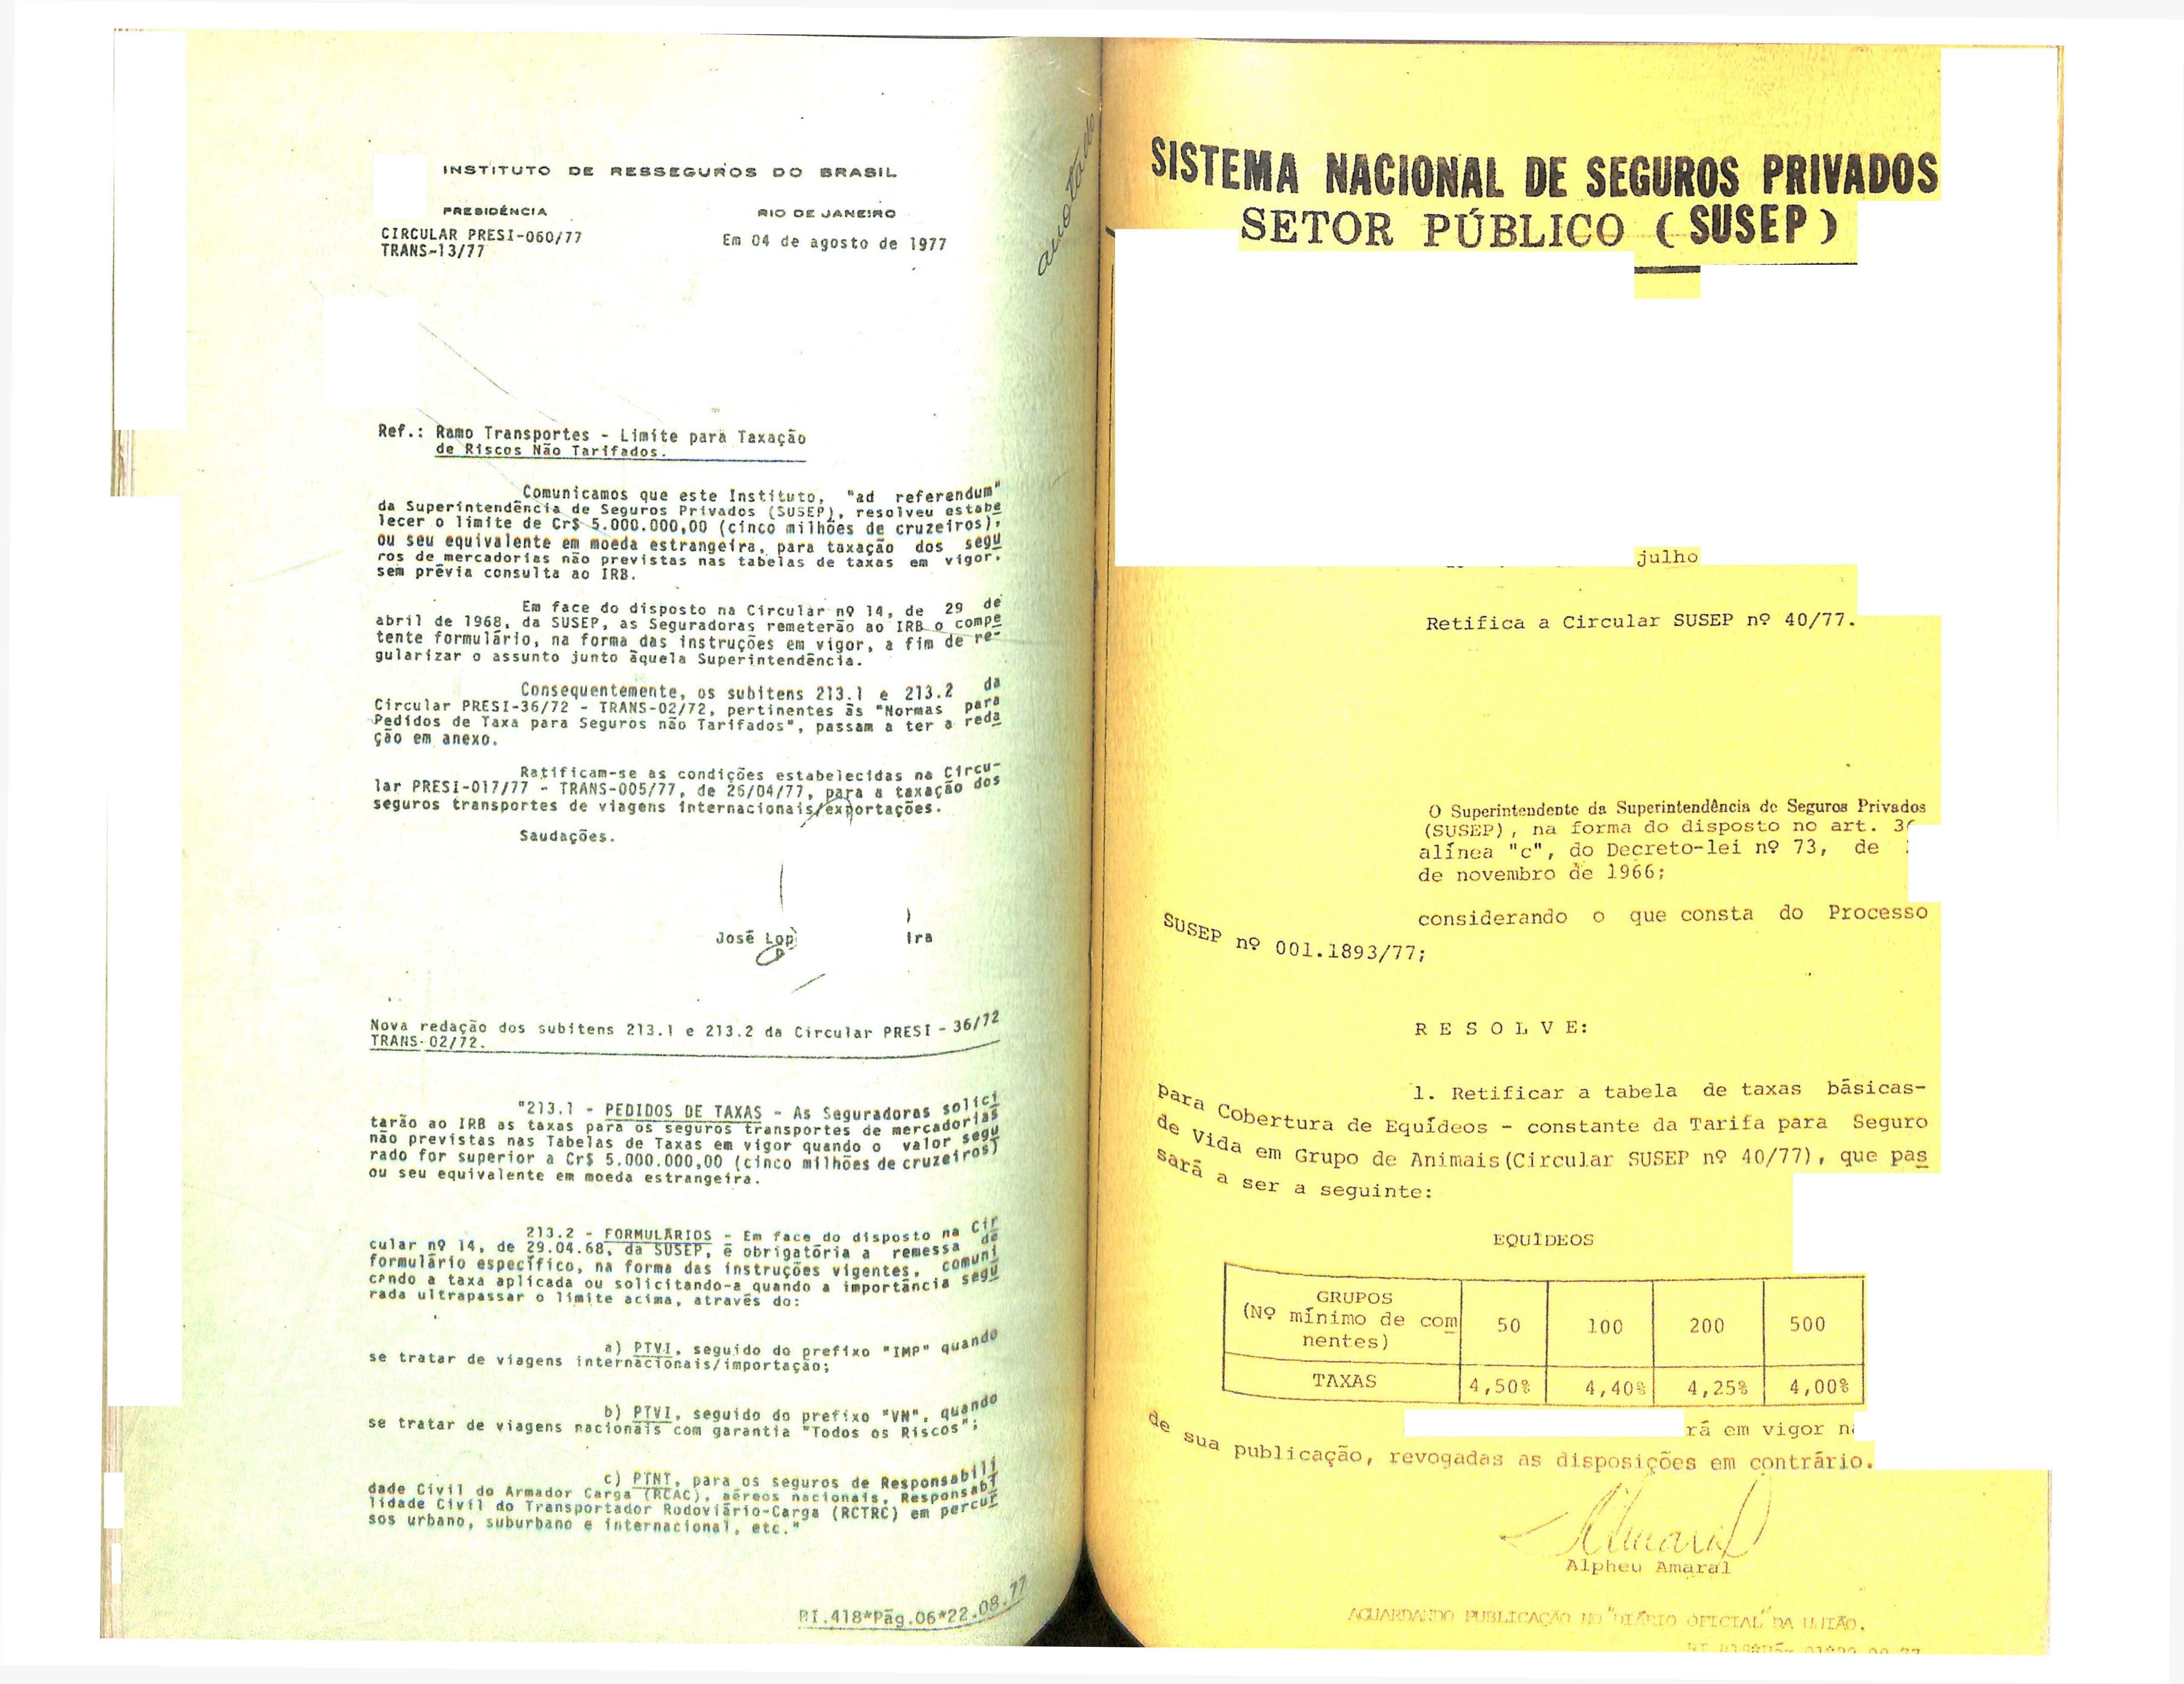 INSTITUTO DE RESSEGUROS DO BRASIL
PRESIDÊNCIA
RIO DE JANEIRO
CIRCULAR PRESI-060/77
Em 04 de agosto de 1977
TRANS-13/77
anotado
Ref.: Ramo Transportes - Limite para Taxação
de Riscos Não Tarifados.
Comunicamos que este Instituto, "ad referendum"
da Superintendência de Seguros Privados (SUSEP), resolveu estabe
lecer o limite de Cr$ 5.000.000,00 (cinco milhões de cruzeiros),
ou seu equivalente em moeda estrangeira, para taxação dos segu
ros de mercadorias não previstas nas tabelas de taxas em vigor,
sem prévia consulta ao IRB.
Em face do disposto na Circular nº 14, de 29 de
abril de 1968, da SUSEP, as Seguradoras remeterão ao IRB o compe
tente formulário, na forma das instruções em vigor, a fim de re-
gularizar o assunto junto àquela Superintendência.
Consequentemente, os subitens 213.1 e 213.2 da
Circular PRESI-36/72 - TRANS-02/72, pertinentes às "Normas para
Pedidos de Taxa para Seguros não Tarifados", passam a ter a reda
ção em anexo.
Ratificam-se as condições estabelecidas na Circu-
lar PRESI-017/77 - TRANS-005/77, de 26/04/77, para a taxação dos
seguros transportes de viagens internacionais/exportações.
Saudações.
José Lop
ira
Nova redação dos subitens 213.1 e 213.2 da Circular PRESI - 36/72
TRANS-02/72.
"213.1 - PEDIDOS DE TAXAS - As Seguradoras solici
tarão ao IRB as taxas para os seguros transportes de mercadorias
não previstas nas Tabelas de Taxas em vigor quando o valor segu
rado for superior a Cr$ 5.000.000,00 (cinco milhões de cruzeiros)
ou seu equivalente em moeda estrangeira.
213.2 - FORMULÁRIOS - Em face do disposto na Cir
cular nº 14, de 29.04.68, da SUSEP, é obrigatória a remessa de
formulário específico, na forma das instruções vigentes, comuni
cando a taxa aplicada ou solicitando-a quando a importância segu
rada ultrapassar o limite acima, através do:
a) PTVI, seguido do prefixo "IMP" quando
se tratar de viagens internacionais/importação;
b) PTVI, seguido do prefixo "VN", quando
se tratar de viagens nacionais com garantia "Todos os Riscos";
c) PTNT, para os seguros de Responsabili
dade Civil do Armador Carga (RCAC), aéreos nacionais, Responsabi
lidade Civil do Transportador Rodoviário-Carga (RCTRC) em percur
sos urbano, suburbano e internacional, etc."
BI.418*Pág.06*22.08.77
SISTEMA NACIONAL DE SEGUROS PRIVADOS
SETOR PÚBLICO (SUSEP)
julho
Retifica a Circular SUSEP nº 40/77.
O Superintendente da Superintendência de Seguros Privados
(SUSEP), na forma do disposto no art.
alínea "c", do Decreto-lei nº 73, de
de novembro de 1966;
considerando o que consta do Processo
SUSEP nº 001.1893/77;
R E S O L V E:
1. Retificar a tabela de taxas básicas-
para Cobertura de Equídeos - constante da Tarifa para Seguro
de Vida em Grupo de Animais(Circular SUSEP nº 40/77), que pas
sará a ser a seguinte:
EQUÍDEOS
GRUPOS
(Nº mínimo de com
nentes)
50 100 200 500
TAXAS 4,50% 4,40% 4,25% 4,00%
rá em vigor
de sua publicação, revogadas as disposições em contrário.
Alpheu Amaral
AGUARDANDO PUBLICAÇÃO NO "DIÁRIO OFICIAL" DA UNIÃO.